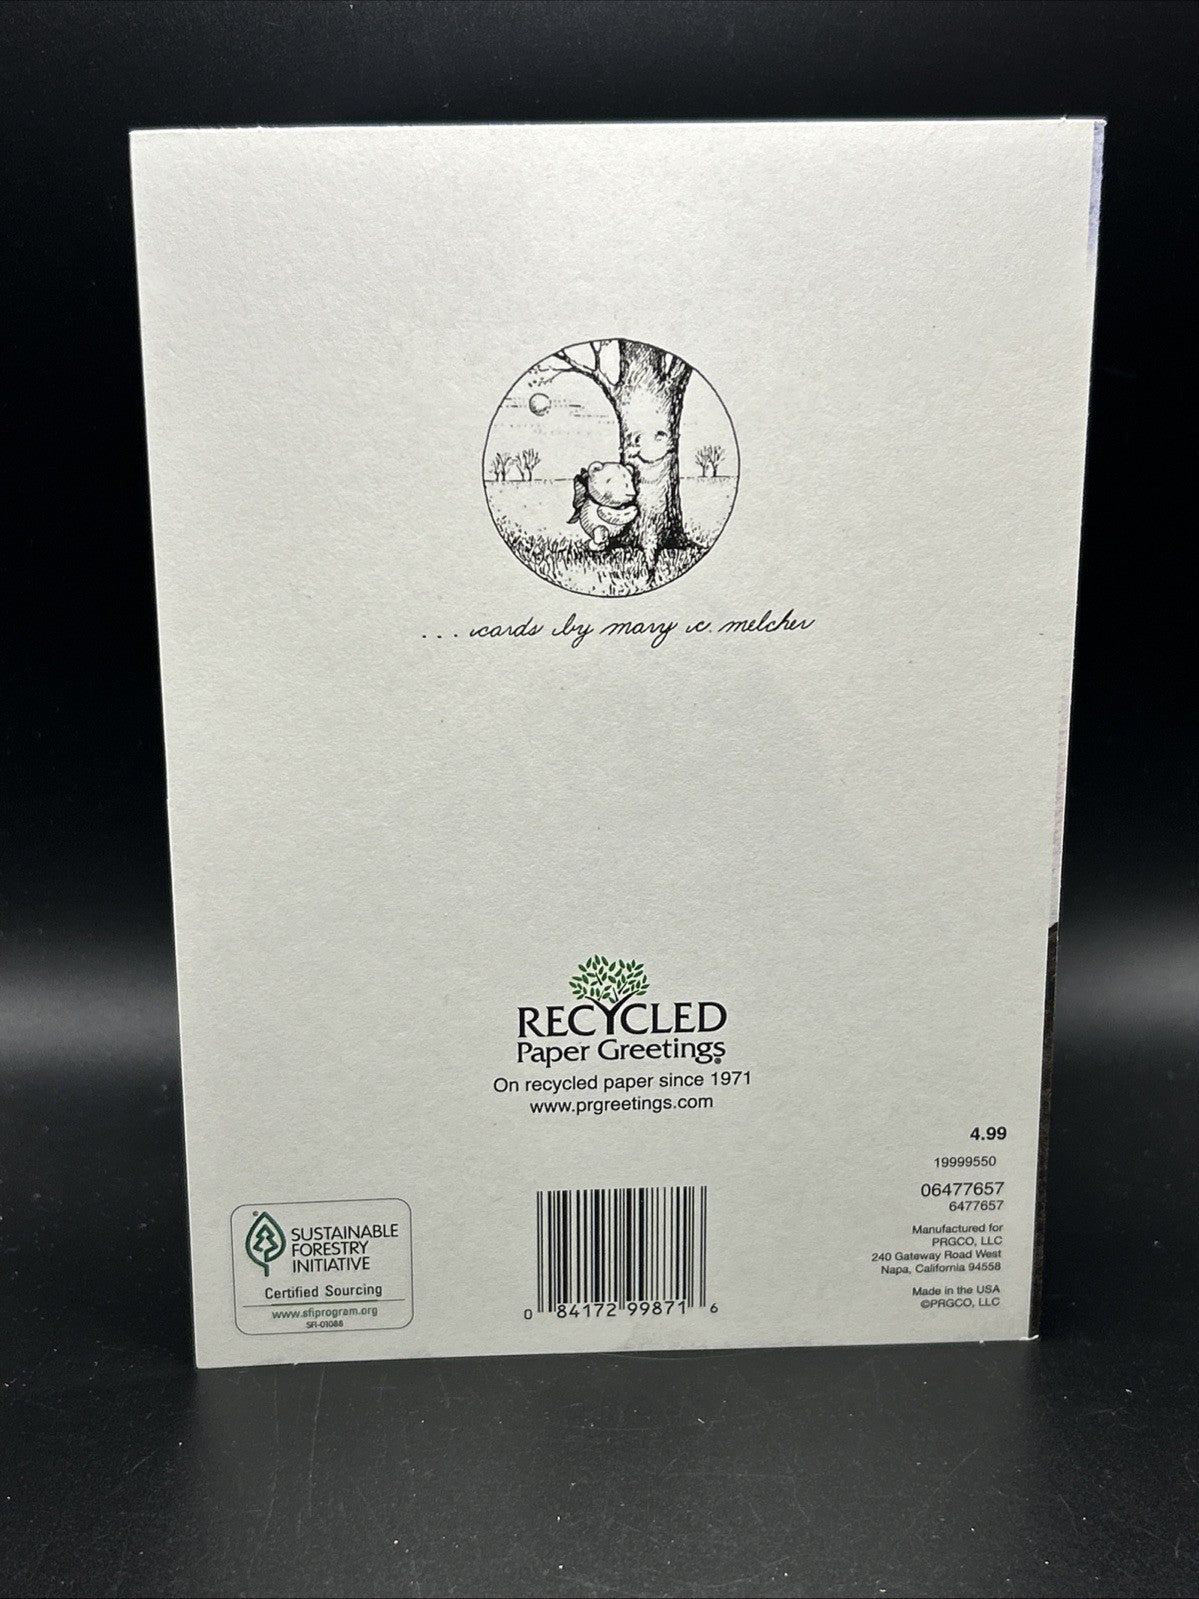 . . . cards by mary c. melcher
RECYCLED
Paper Greetings®
On recycled paper since 1971
www.prgreetings.com
4.99
19999550
06477657
6477657
Manufactured for
PRGCO, LLC
240 Gateway Road West
Napa, California 94558
Made in the USA
©PRGCO, LLC
®
SUSTAINABLE
FORESTRY
INITIATIVE
Certified Sourcing
www.sfiprogram.org
SFI-01088
0 84172 99871 6